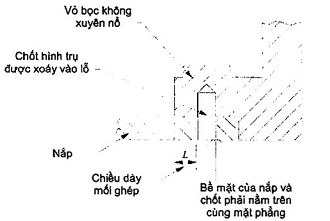 Vỏ bọc không
xuyên nổ
Chốt hình trụ
được xoáy vào lỗ
Nắp
L
Chiều dày
mối ghép
Bề mặt của nắp và
chốt phải nằm trên
cùng mặt phẳng